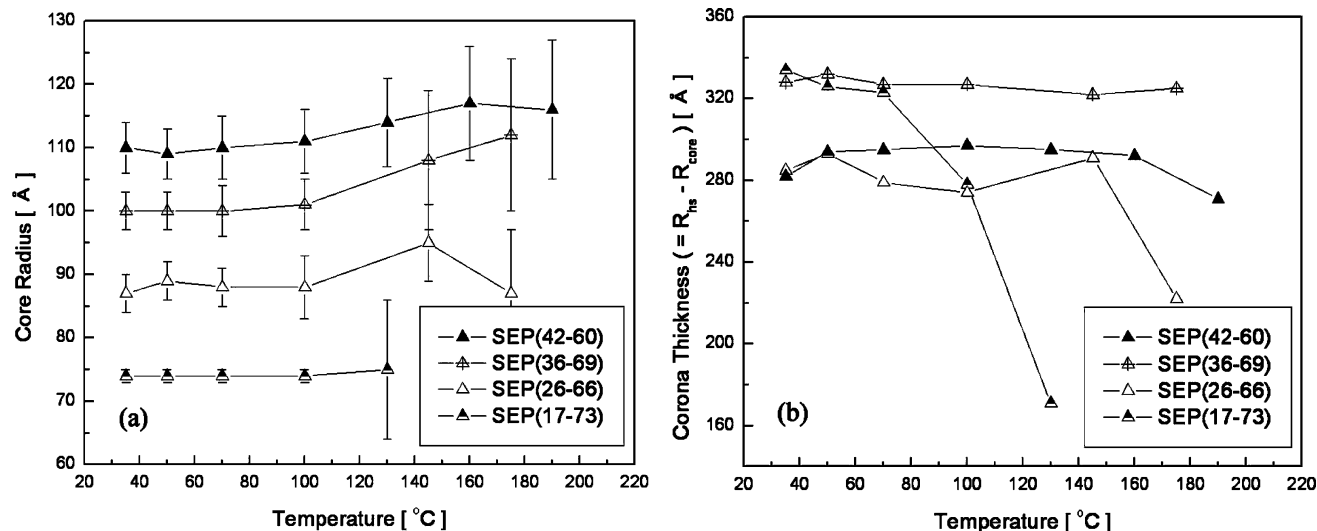 130
120
110
100
90
80
70
60
Core Radius [ Å ]
(a)
SEP(42-60)
SEP(36-69)
SEP(26-66)
SEP(17-73)
20 40 60 80 100 120 140 160 180 200 220
Temperature [ °C ]
360
320
280
240
200
160
Corona Thickness ( = Rhs - Rcore ) [ Å ]
(b)
SEP(42-60)
SEP(36-69)
SEP(26-66)
SEP(17-73)
20 40 60 80 100 120 140 160 180 200 220
Temperature [ °C ]